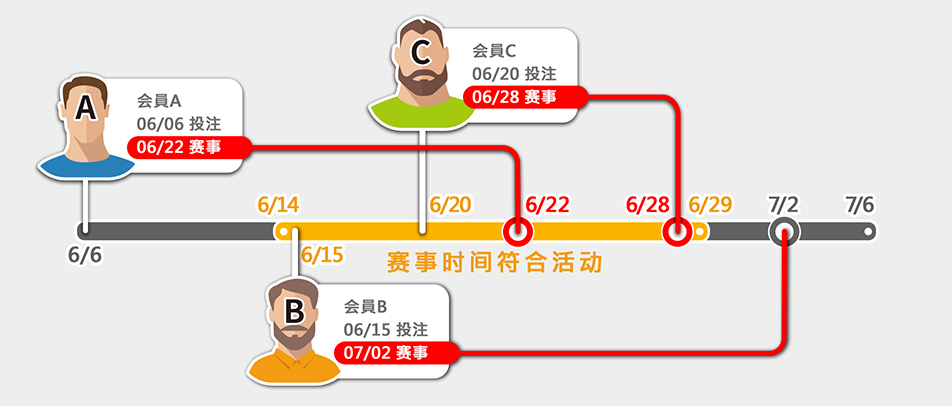 C
会員C
06/20 投注
06/28 赛事
A
会員A
06/06 投注
06/22 赛事
6/14
6/20
6/22
6/28
6/29
7/2
7/6
6/6
6/15
赛事时间符合活动
B
会員B
06/15 投注
07/02 赛事